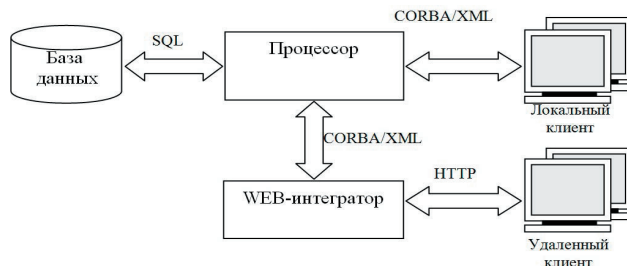 CORBA/XML
SQL
Процессор
База
данных
Локальный
клиент
CORBA/XML
HTTP
WEB-интегратор
Удаленный
клиент